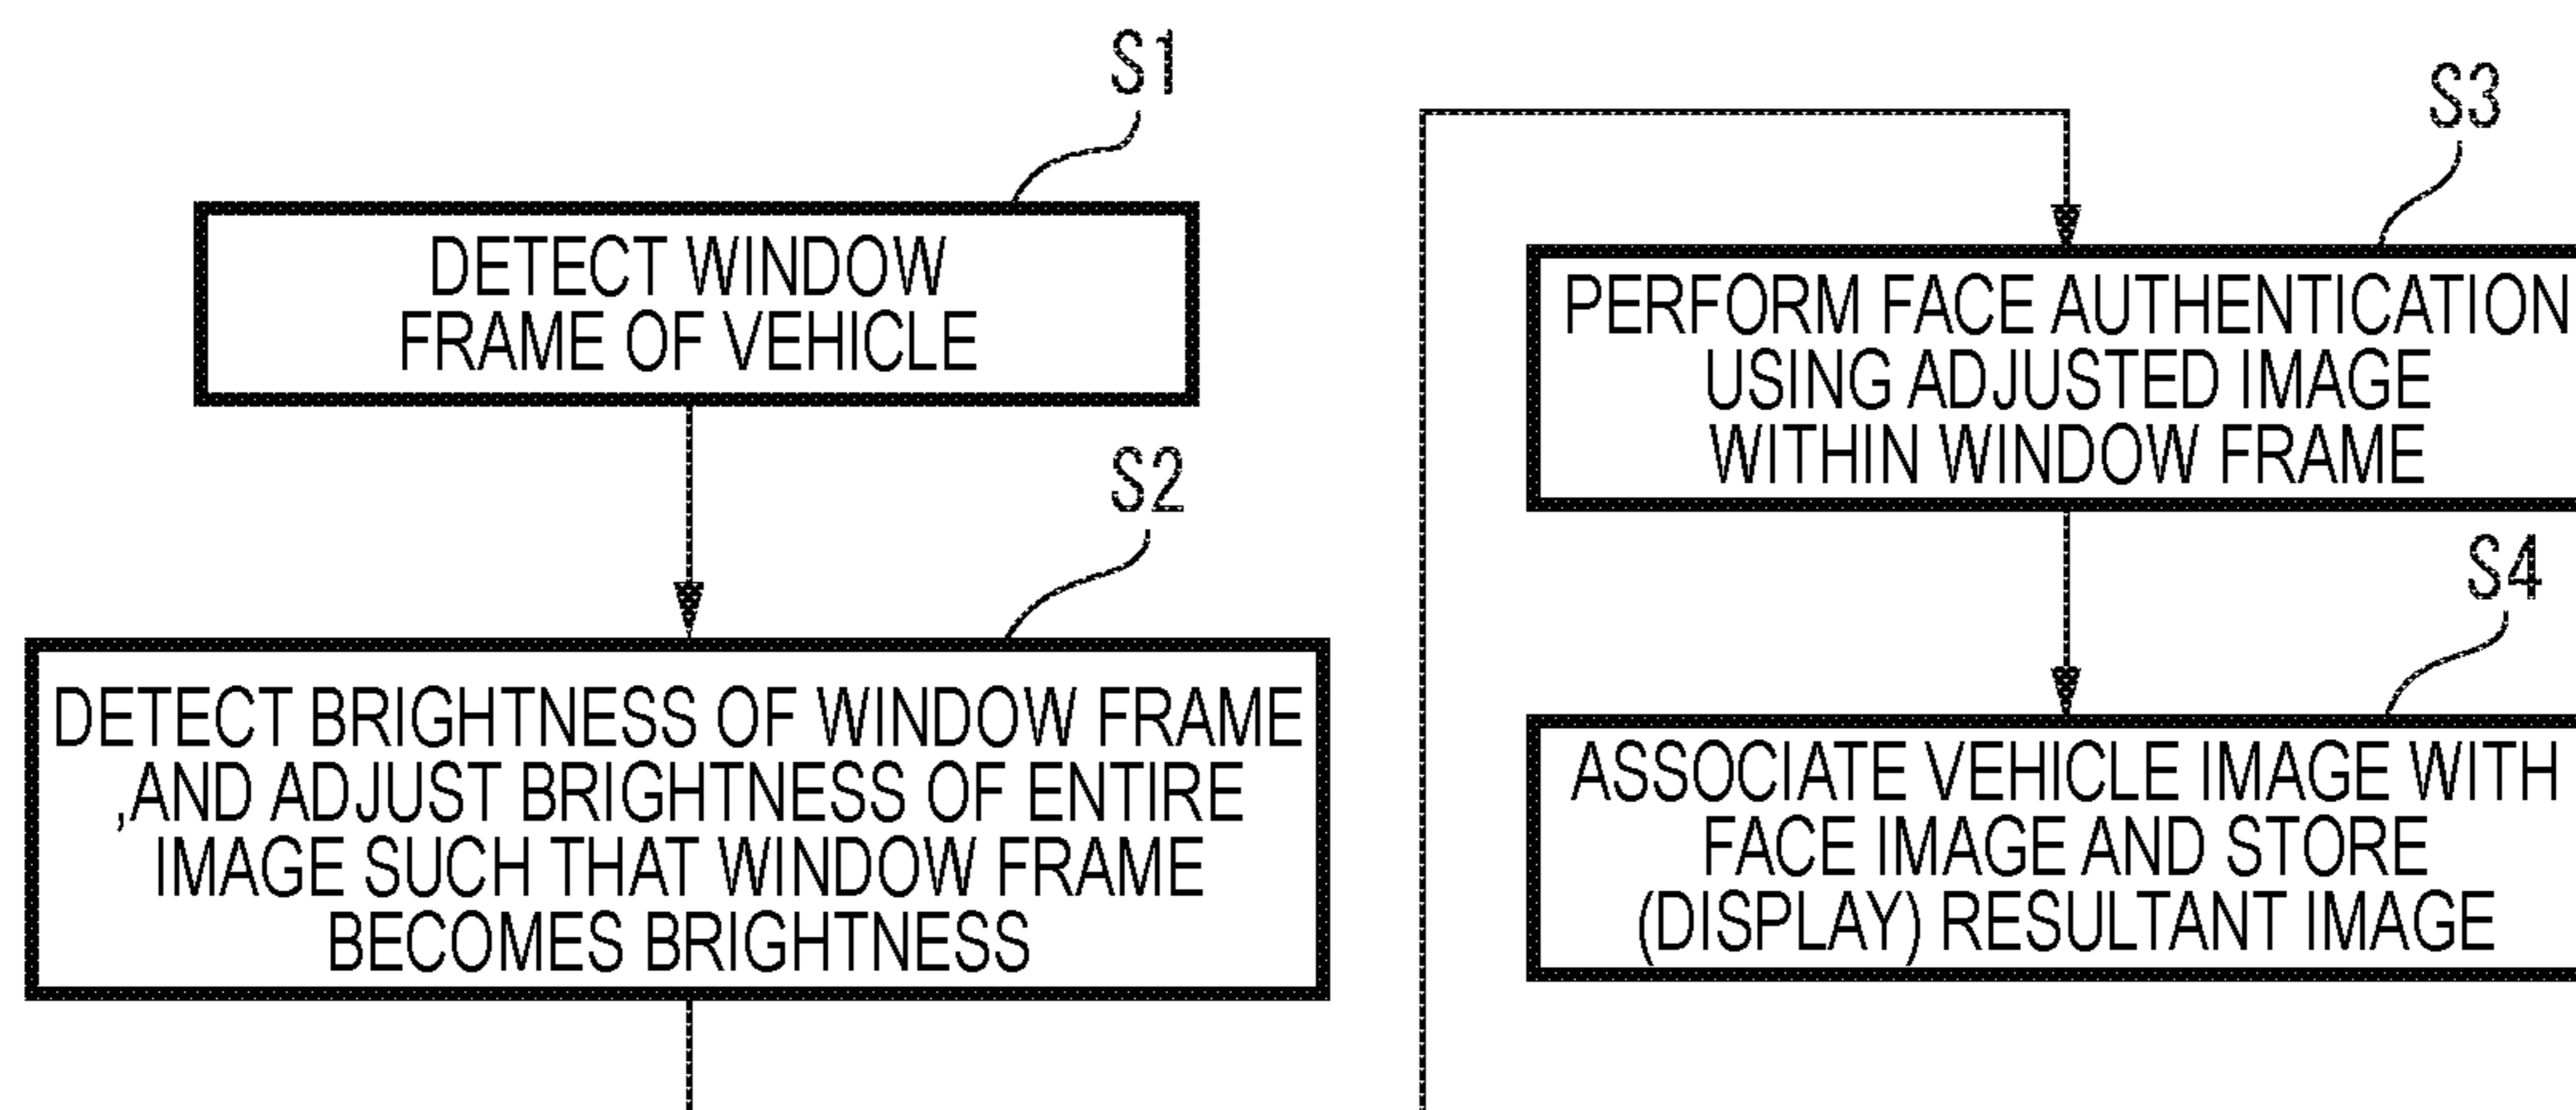 S1
DETECT WINDOW
FRAME OF VEHICLE
S2
DETECT BRIGHTNESS OF WINDOW FRAME
,AND ADJUST BRIGHTNESS OF ENTIRE
IMAGE SUCH THAT WINDOW FRAME
BECOMES BRIGHTNESS
S3
PERFORM FACE AUTHENTICATION
USING ADJUSTED IMAGE
WITHIN WINDOW FRAME
S4
ASSOCIATE VEHICLE IMAGE WITH
FACE IMAGE AND STORE
(DISPLAY) RESULTANT IMAGE